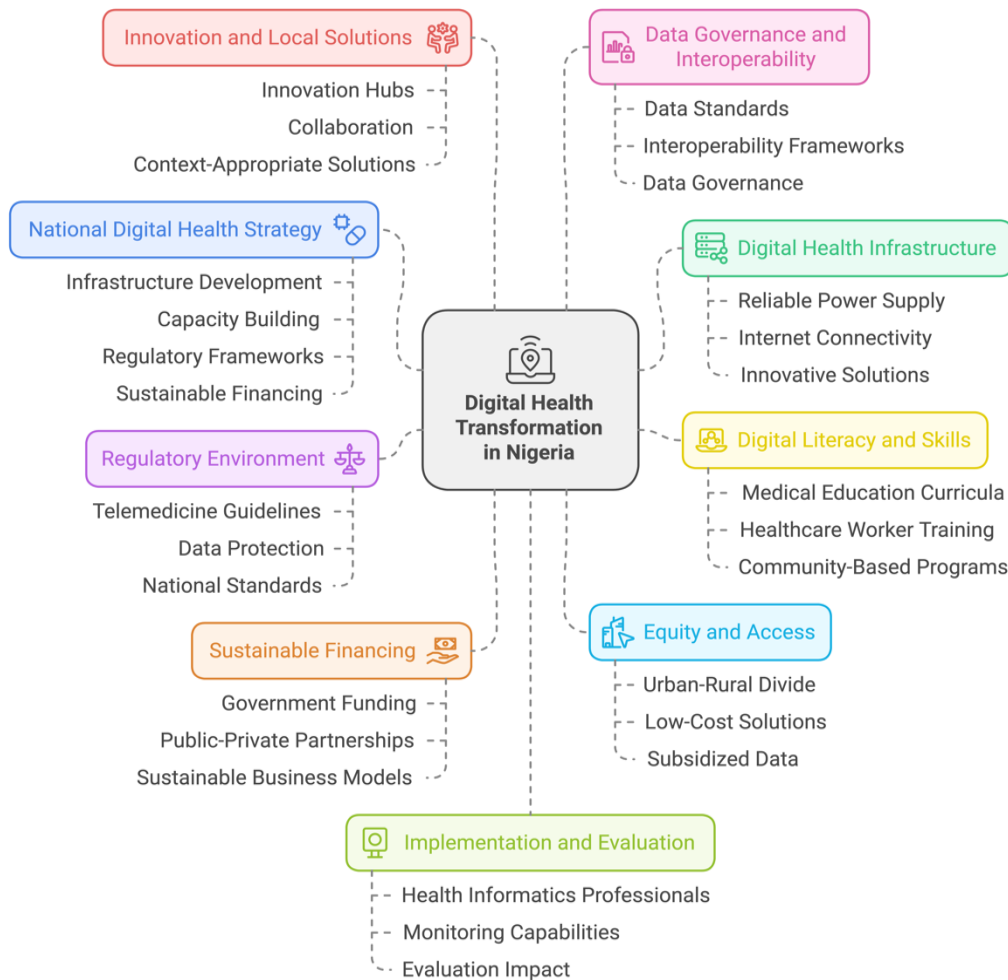 Innovation and Local Solutions
Innovation Hubs
Collaboration
Context-Appropriate Solutions
Data Governance and
Interoperability
Data Standards
Interoperability Frameworks
Data Governance
National Digital Health Strategy
Infrastructure Development
Capacity Building
Regulatory Frameworks
Sustainable Financing
Digital Health Infrastructure
Reliable Power Supply
Internet Connectivity
Innovative Solutions
Digital Health
Transformation
in Nigeria
Regulatory Environment
Telemedicine Guidelines
Data Protection
National Standards
Digital Literacy and Skills
Medical Education Curricula
Healthcare Worker Training
Community-Based Programs
Sustainable Financing
Government Funding
Public-Private Partnerships
Sustainable Business Models
Equity and Access
Urban-Rural Divide
Low-Cost Solutions
Subsidized Data
Implementation and Evaluation
Health Informatics Professionals
Monitoring Capabilities
Evaluation Impact